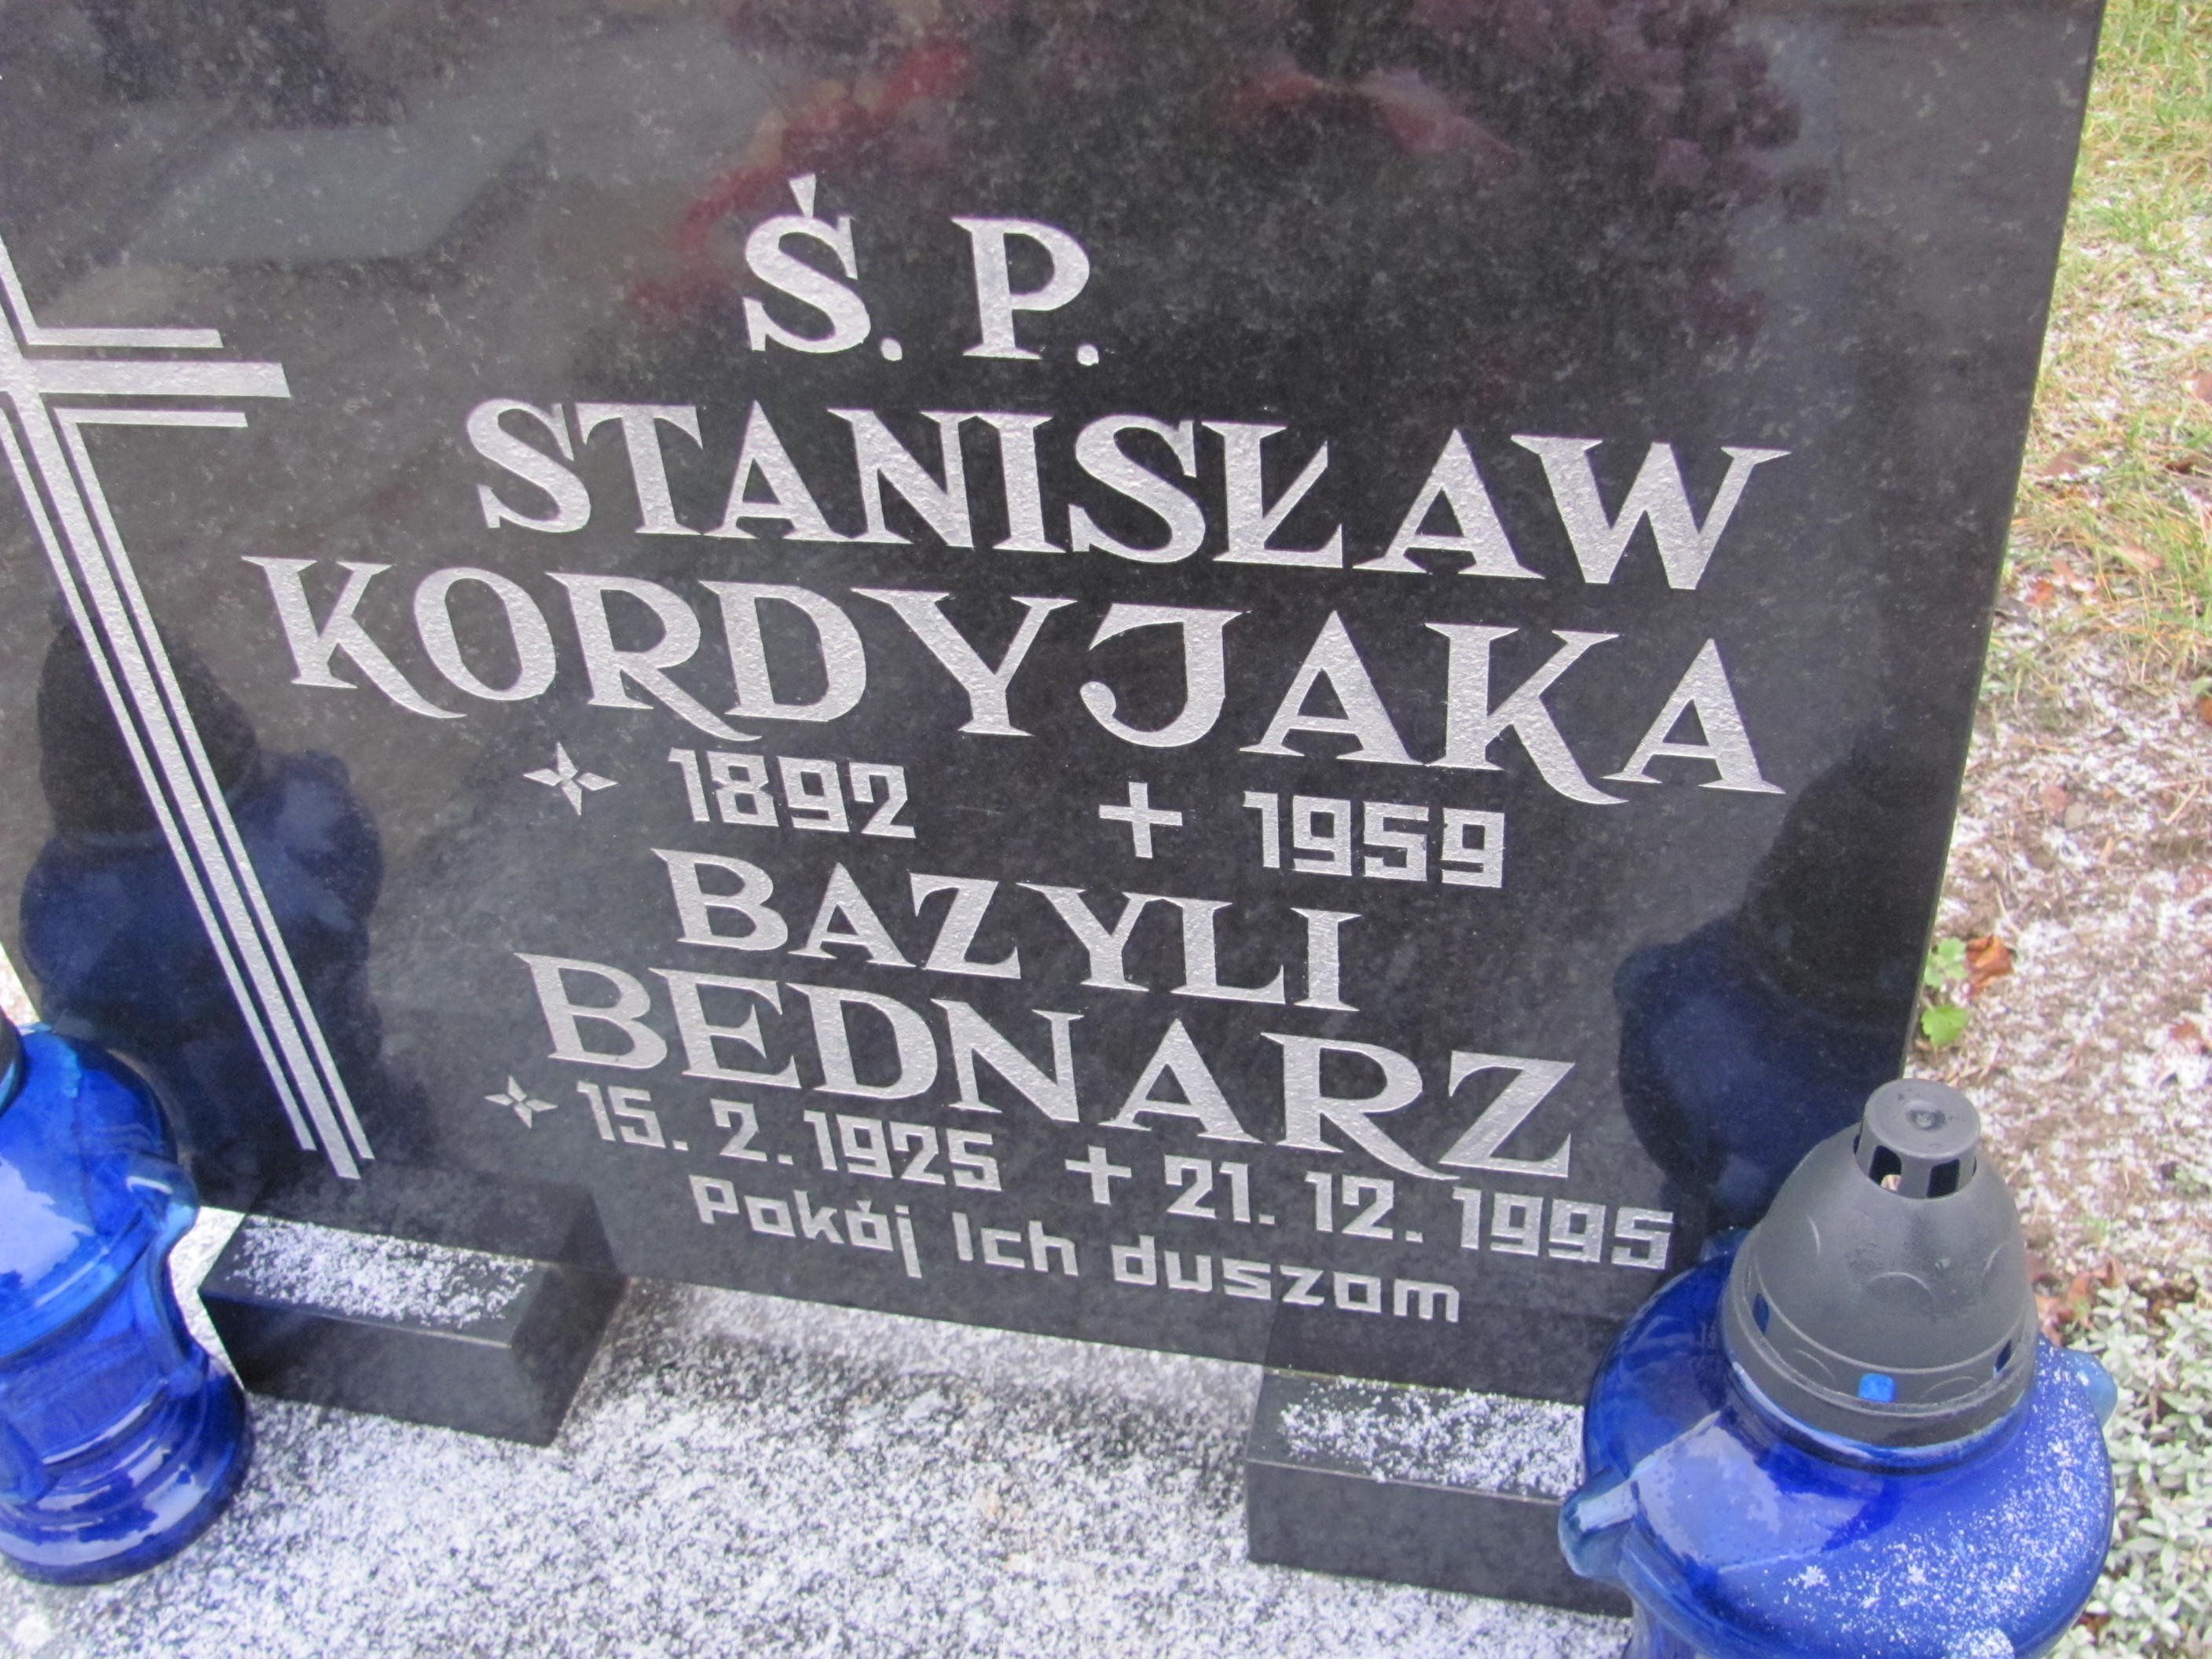 Ś. P.
STANISŁAW
KORDYJAKA
1892 + 1959
BAZYLI
BEDNARZ
15. 2. 1925 + 21. 12. 1995
Pokój Ich duszom